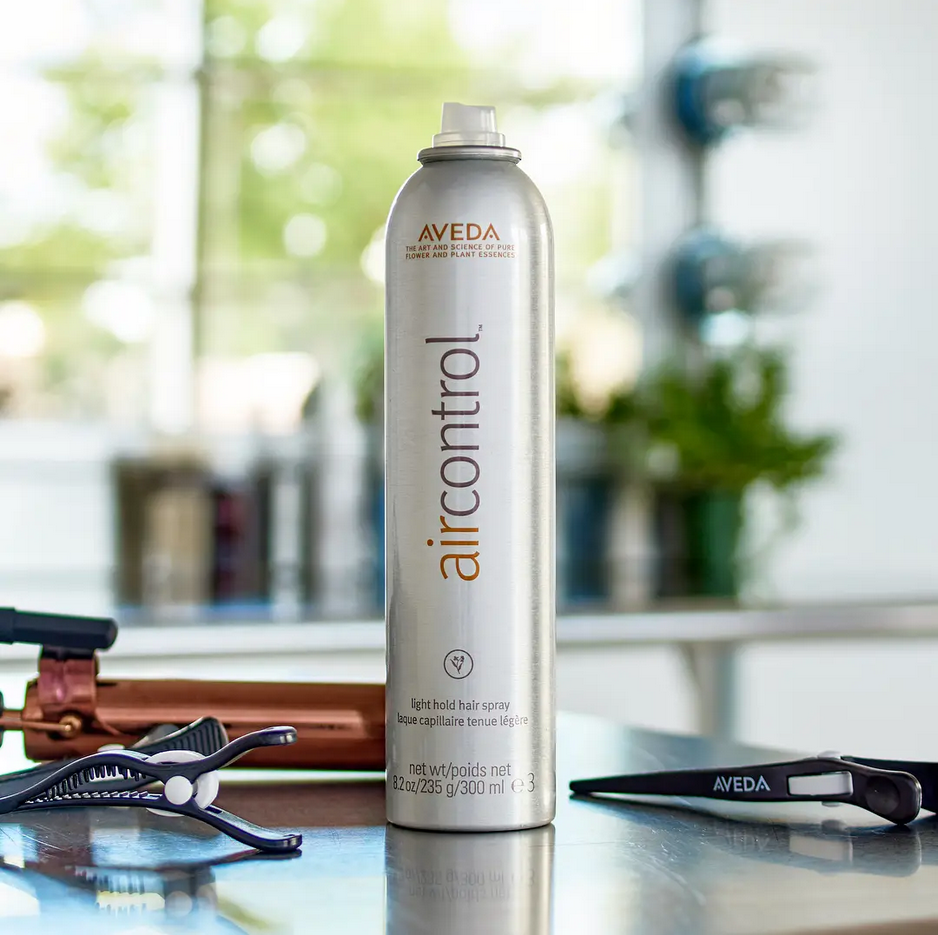 AVEDA
THE ART AND SCIENCE OF PURE
FLOWER AND PLANT ESSENCES
aircontrol™
light hold hair spray
laque capillaire tenue légère
net wt/poids net
8.2 oz/235 g/300 ml ℮ 3
AVEDA